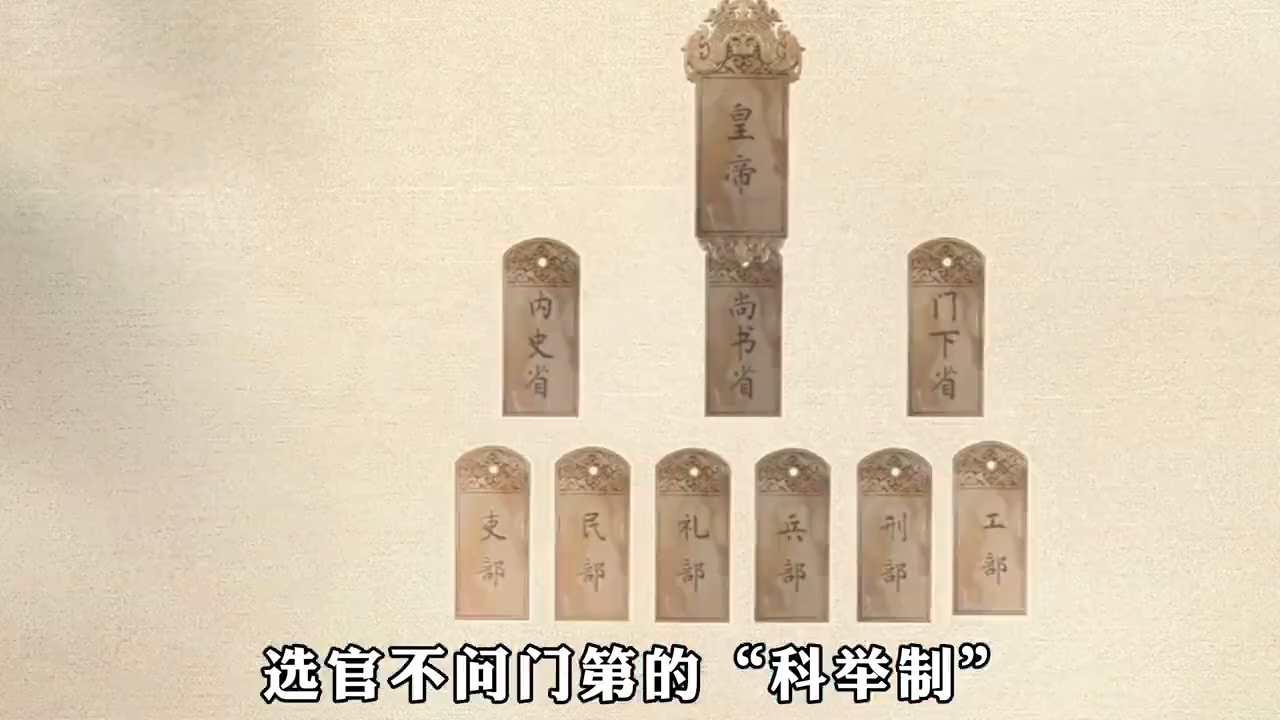 皇帝
内史省
尚书省
门下省
吏部
民部
礼部
兵部
刑部
工部
选官不问门第的“科举制”